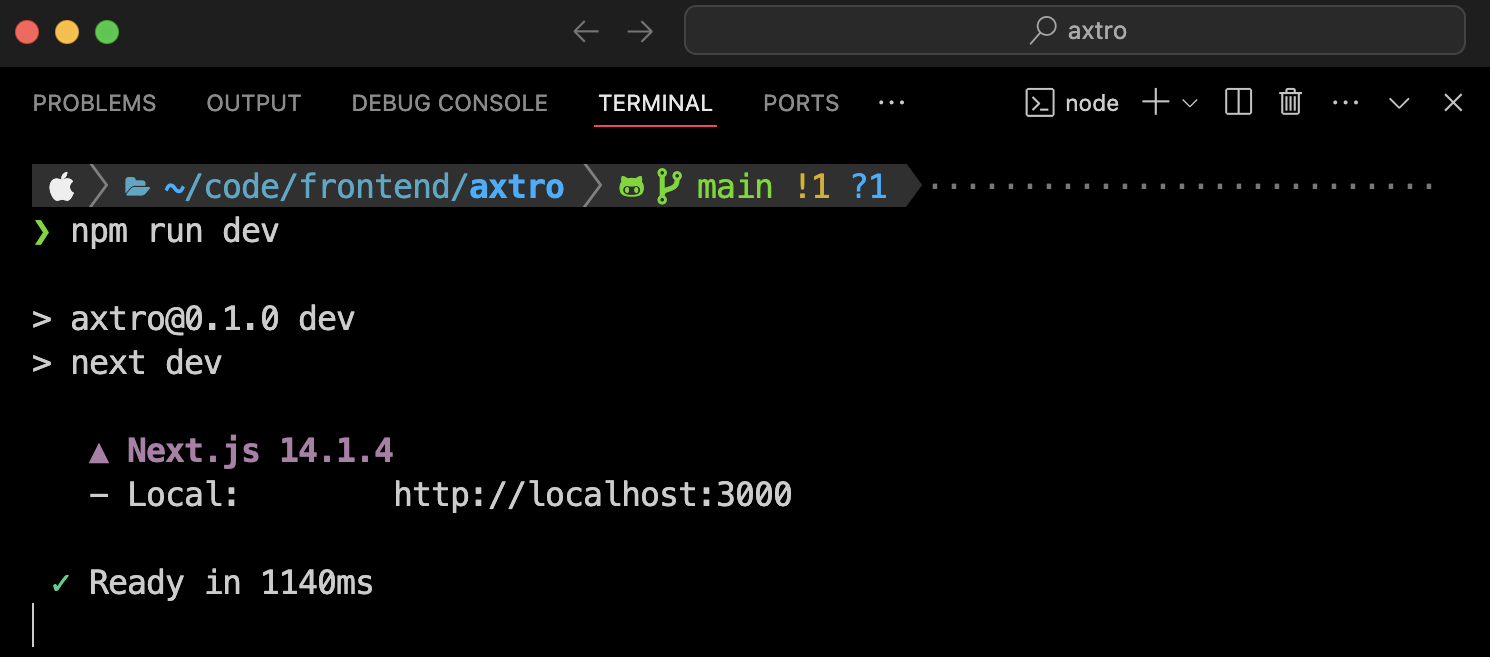 axtro
PROBLEMS OUTPUT DEBUG CONSOLE TERMINAL PORTS ··· node ···
~/code/frontend/axtro main !1 ?1 ···························
❯ npm run dev
> axtro@0.1.0 dev
> next dev
▲ Next.js 14.1.4
- Local: http://localhost:3000
✓ Ready in 1140ms